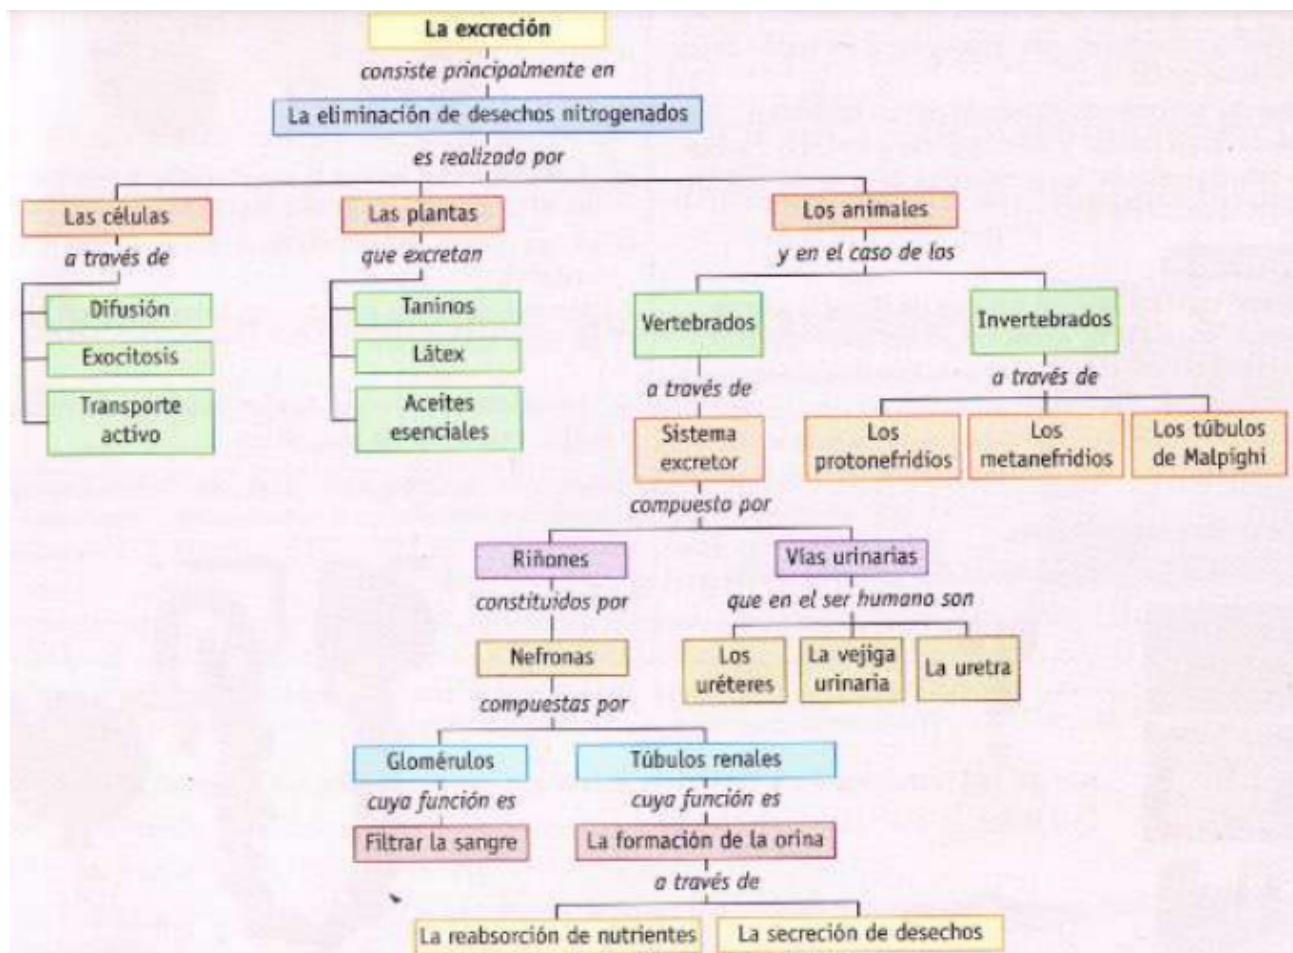 La excreción
consiste principalmente en
La eliminación de desechos nitrogenados
es realizada por
Las células
Las plantas
Los animales
a través de
que excretan
y en el caso de los
Difusión
Exocitosis
Transporte
activo
Taninos
Látex
Aceites
esenciales
Vertebrados
Invertebrados
a través de
a través de
Sistema
excretor
Los
protonefridios
Los
metanefridios
Los túbulos
de Malpighi
compuesto por
Riñones
Vías urinarias
constituidos por
que en el ser humano son
Nefronas
Los
uréteres
La vejiga
urinaria
La uretra
compuestas por
Glomérulos
Túbulos renales
cuya función es
cuya función es
Filtrar la sangre
La formación de la orina
a través de
La reabsorción de nutrientes
La secreción de desechos